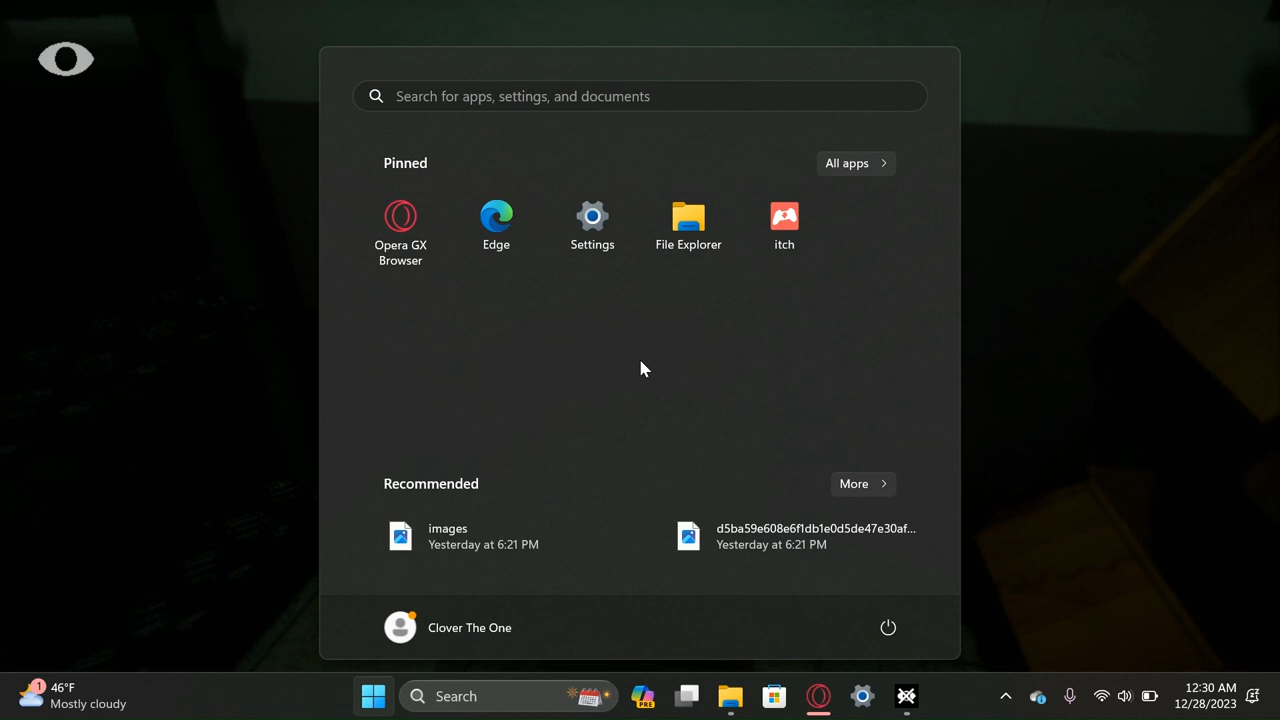 Search for apps, settings, and documents
Pinned
All apps
Opera GX
Browser
Edge
Settings
File Explorer
itch
Recommended
More
images
Yesterday at 6:21 PM
d5ba59e608e6f1db1e0d5de47e30af...
Yesterday at 6:21 PM
Clover The One
1
46°F
Mostly cloudy
Search
PRE
12:30 AM
12/28/2023